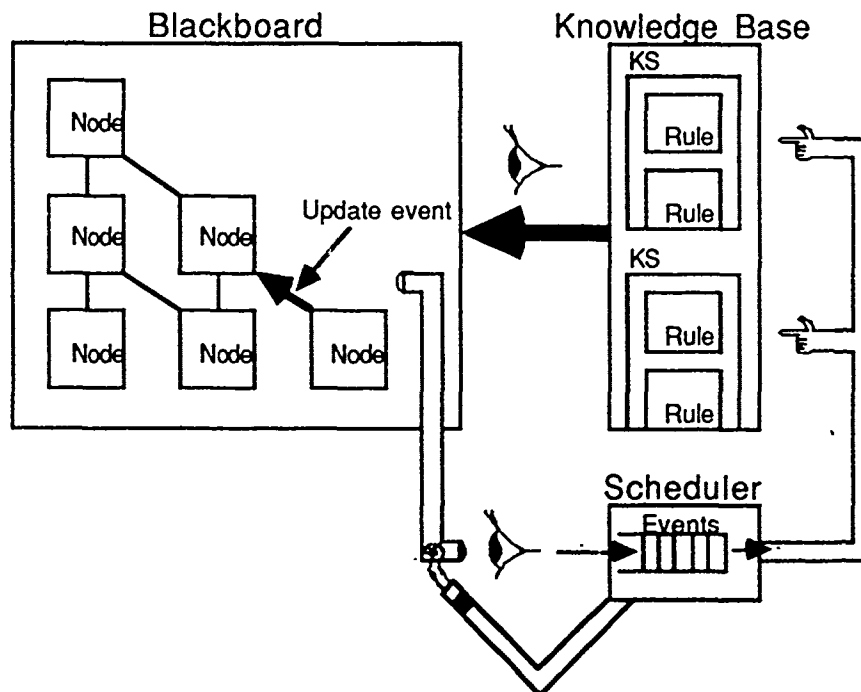 Blackboard
Knowledge Base
KS
Node
Rule
Rule
Node
Node
Update event
KS
Node
Node
Node
Rule
Rule
Scheduler
Events